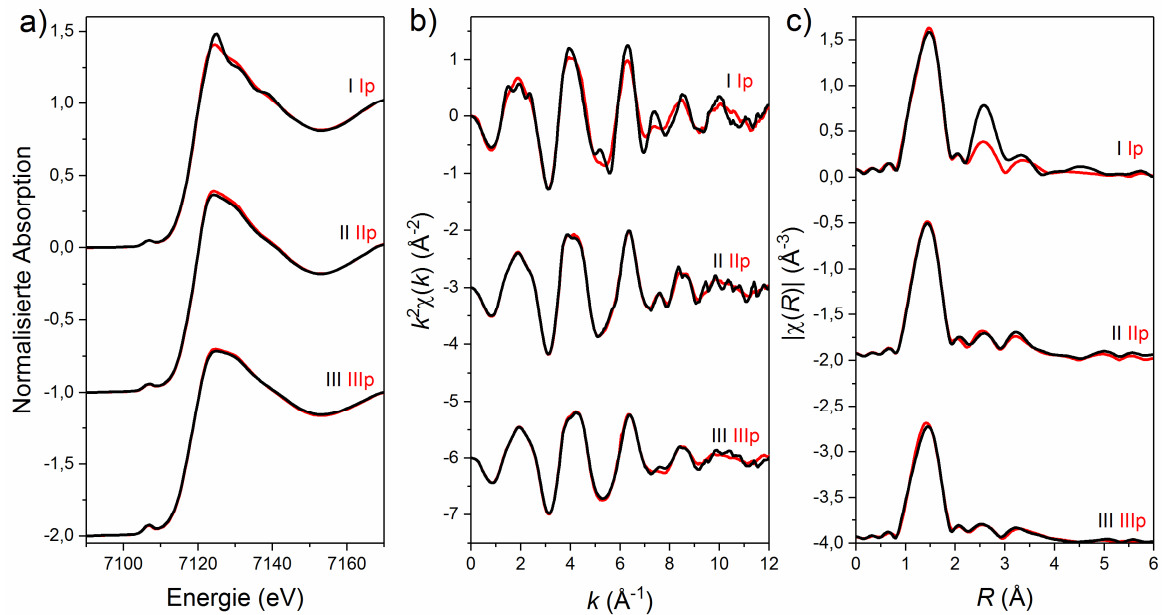 a)
Normalisierte Absorption
1,5
1,0
0,5
0,0
-0,5
-1,0
-1,5
-2,0
I Ip
II IIp
III IIIp
7100 7120 7140 7160
Energie (eV)
b)
k²χ(k) (Å⁻²)
1
0
-1
-2
-3
-4
-5
-6
-7
I Ip
II IIp
III IIIp
0 2 4 6 8 10 12
k (Å⁻¹)
c)
|χ(R)| (Å⁻³)
1,5
1,0
0,5
0,0
-0,5
-1,0
-1,5
-2,0
-2,5
-3,0
-3,5
-4,0
I Ip
II IIp
III IIIp
0 1 2 3 4 5 6
R (Å)